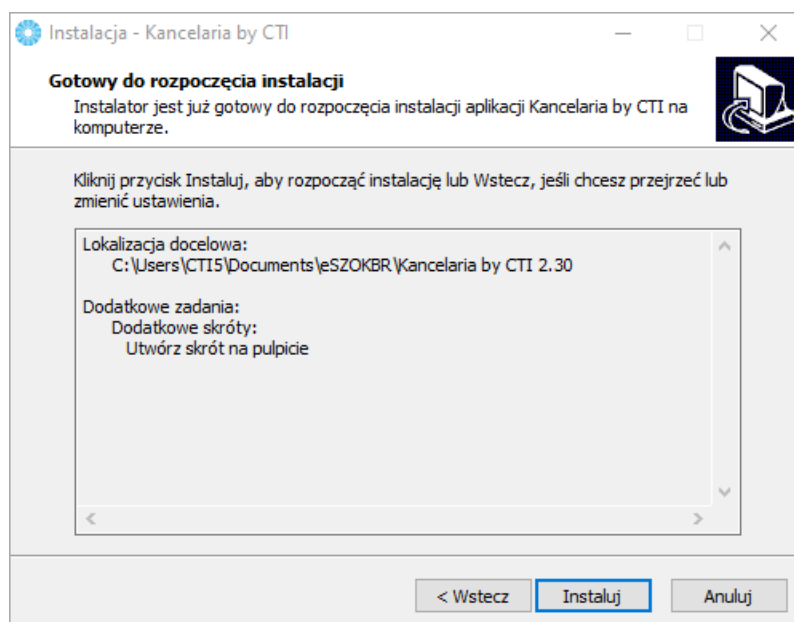 Instalacja - Kancelaria by CTI
Gotowy do rozpoczęcia instalacji
Instalator jest już gotowy do rozpoczęcia instalacji aplikacji Kancelaria by CTI na
komputerze.
Kliknij przycisk Instaluj, aby rozpocząć instalację lub Wstecz, jeśli chcesz przejrzeć lub
zmienić ustawienia.
Lokalizacja docelowa:
C:\Users\CTI5\Documents\eSZOKBR\Kancelaria by CTI 2.30
Dodatkowe zadania:
Dodatkowe skróty:
Utwórz skrót na pulpicie
< Wstecz Instaluj Anuluj